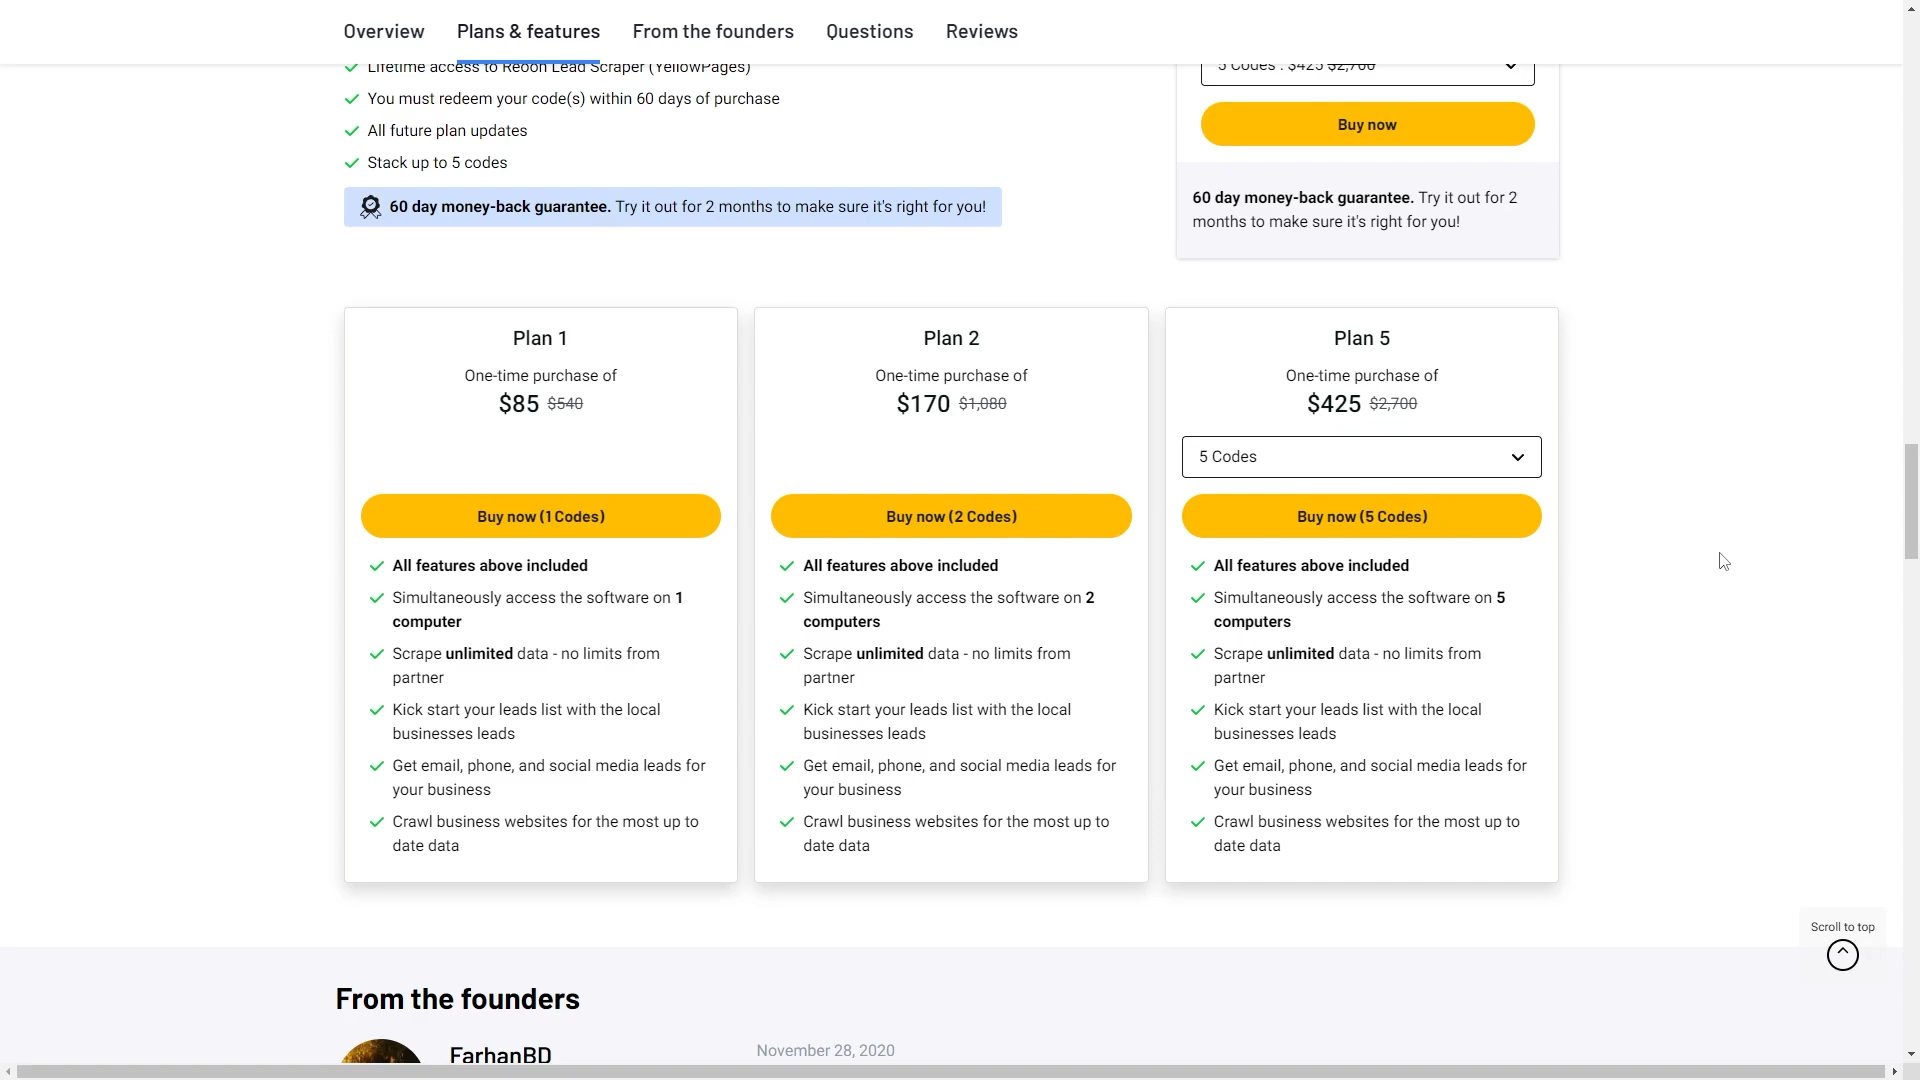 Overview Plans & features From the founders Questions Reviews
Lifetime access to Reoon Lead Scraper (YellowPages)
You must redeem your code(s) within 60 days of purchase
All future plan updates
Stack up to 5 codes
60 day money-back guarantee. Try it out for 2 months to make sure it's right for you!
5 Codes : $425 $2,700
Buy now
60 day money-back guarantee. Try it out for 2
months to make sure it's right for you!
Plan 1
One-time purchase of
$85 $540
Buy now (1 Codes)
All features above included
Simultaneously access the software on 1
computer
Scrape unlimited data - no limits from
partner
Kick start your leads list with the local
businesses leads
Get email, phone, and social media leads for
your business
Crawl business websites for the most up to
date data
Plan 2
One-time purchase of
$170 $1,080
Buy now (2 Codes)
All features above included
Simultaneously access the software on 2
computers
Scrape unlimited data - no limits from
partner
Kick start your leads list with the local
businesses leads
Get email, phone, and social media leads for
your business
Crawl business websites for the most up to
date data
Plan 5
One-time purchase of
$425 $2,700
5 Codes
Buy now (5 Codes)
All features above included
Simultaneously access the software on 5
computers
Scrape unlimited data - no limits from
partner
Kick start your leads list with the local
businesses leads
Get email, phone, and social media leads for
your business
Crawl business websites for the most up to
date data
Scroll to top
From the founders
FarhanBD
November 28, 2020